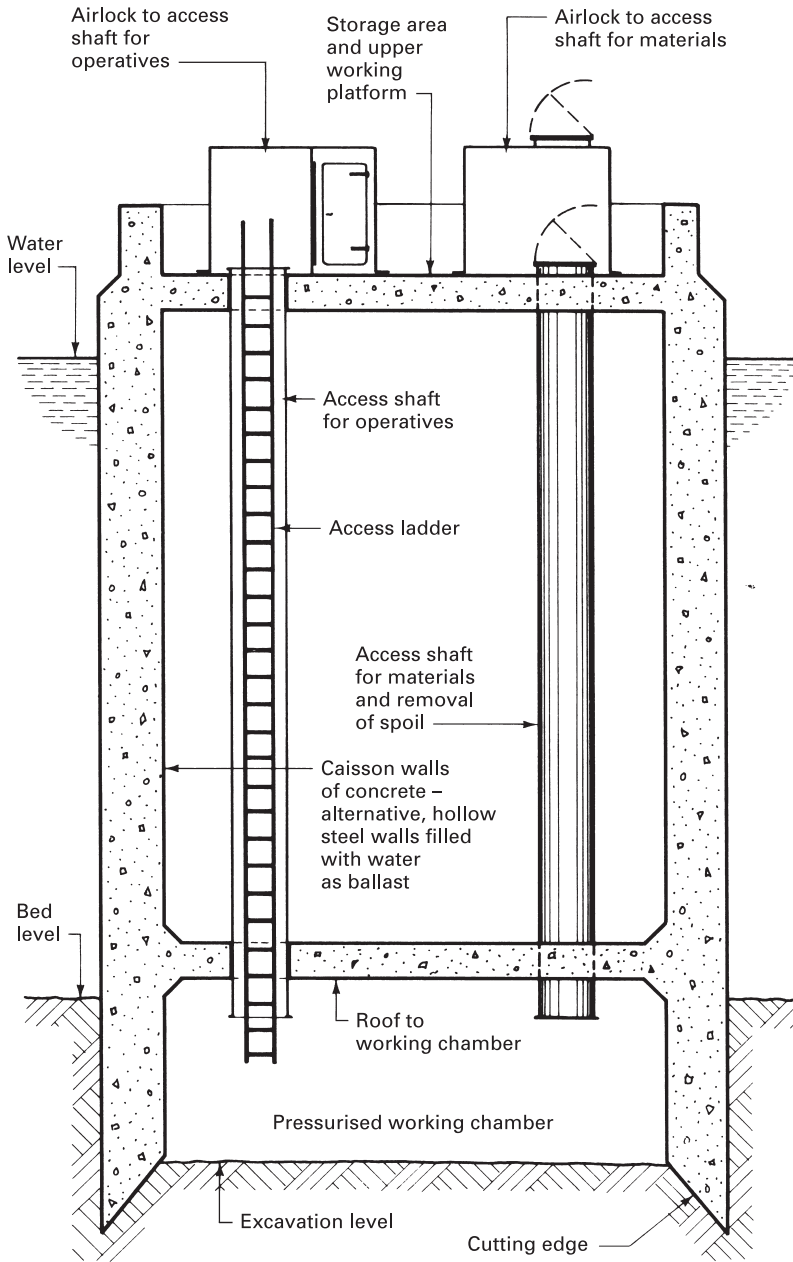 Airlock to access
shaft for
operatives
Storage area
and upper
working
platform
Airlock to access
shaft for materials
Water
level
Access shaft
for operatives
Access ladder
Access shaft
for materials
and removal
of spoil
Caisson walls
of concrete –
alternative, hollow
steel walls filled
with water
as ballast
Bed
level
Roof to
working chamber
Pressurised working chamber
Excavation level
Cutting edge